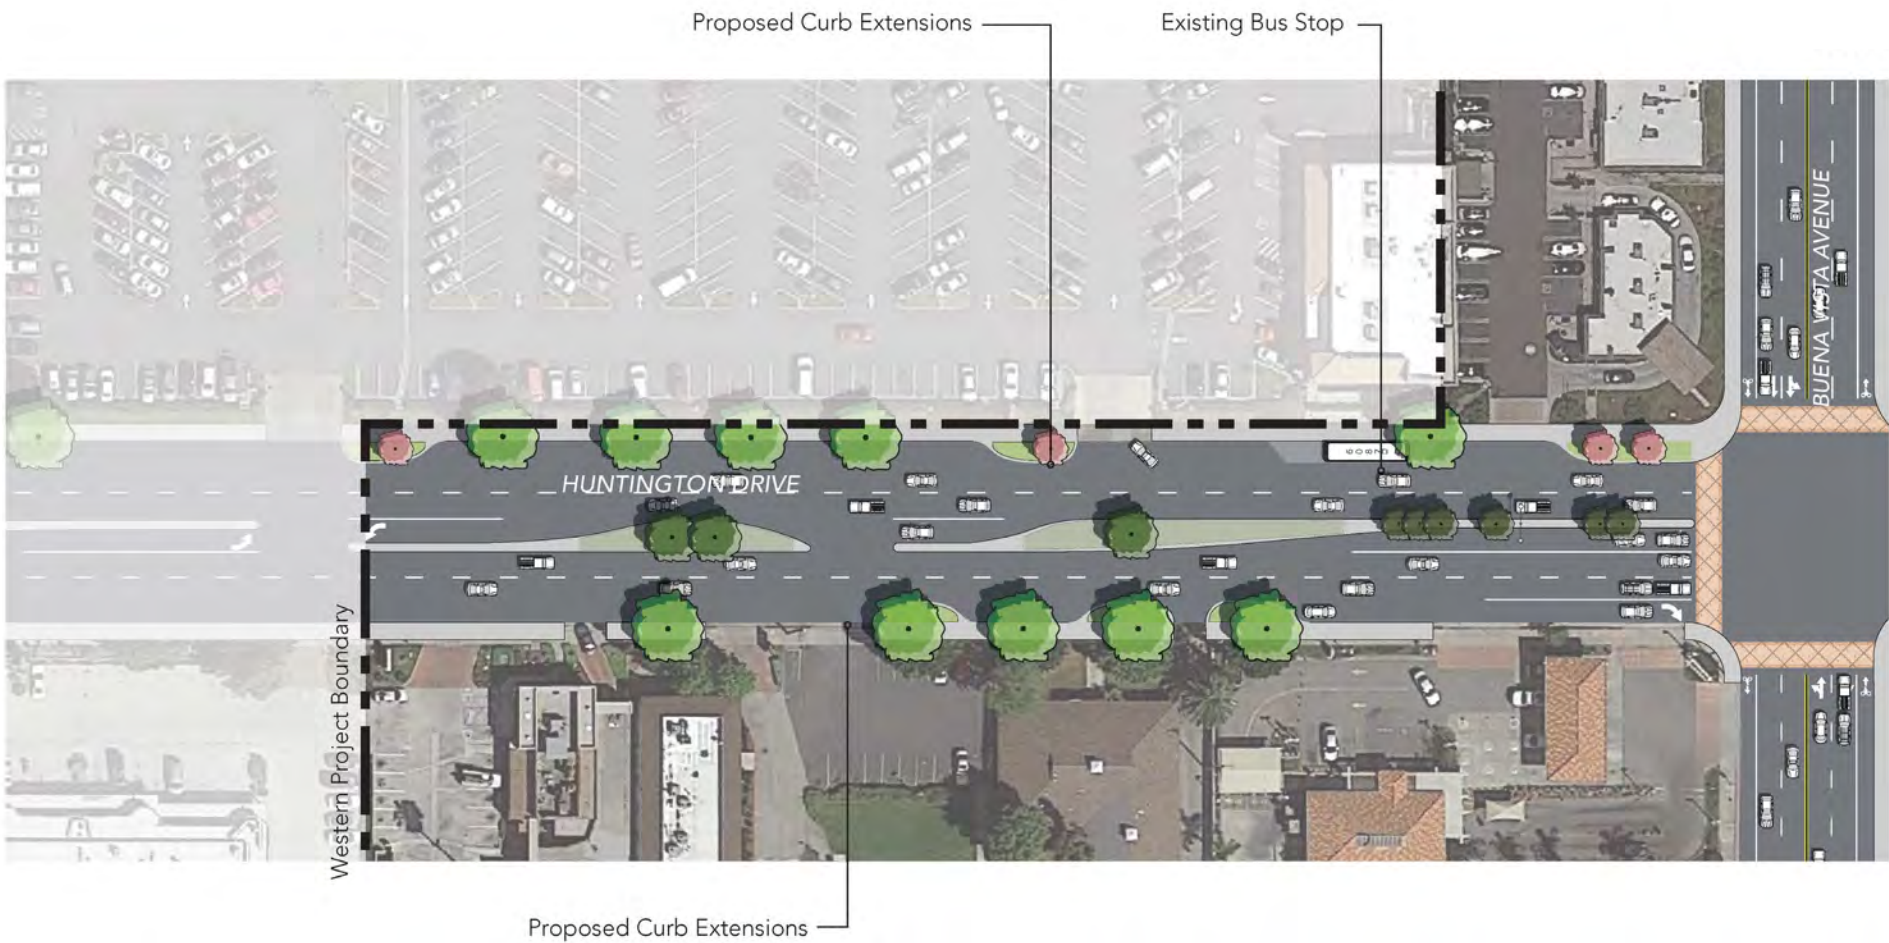 Proposed Curb Extensions
Existing Bus Stop
BUENA VISTA AVENUE
HUNTINGTON DRIVE
Western Project Boundary
Proposed Curb Extensions